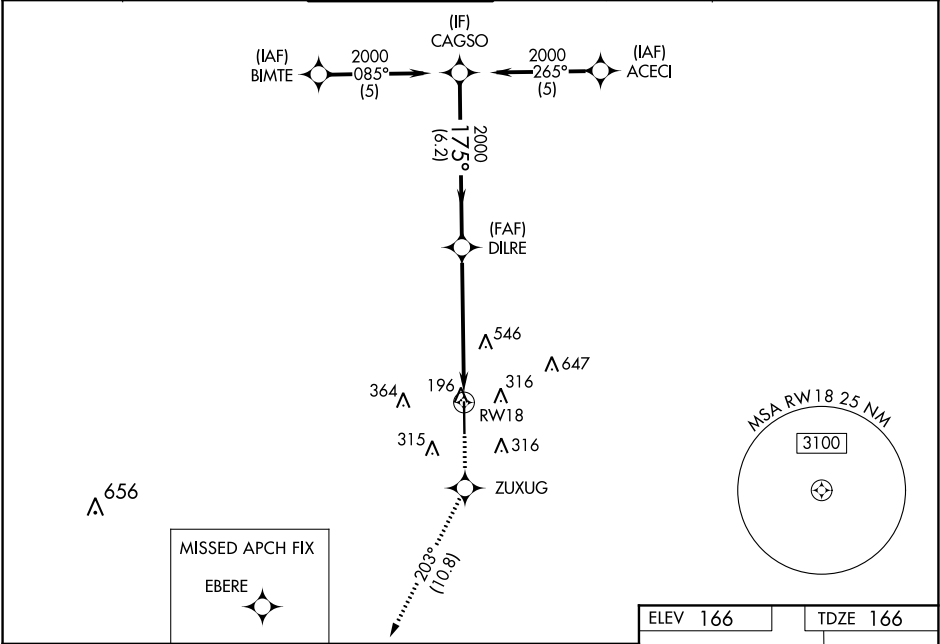 (IF)
CAGSO
(IAF)
BIMTE
2000
085°
(5)
2000
265°
(5)
(IAF)
ACECI
2000
175°
(6.2)
(FAF)
DILRE
546
647
364
196
316
RW18
315
316
ZUXUG
656
203°
(10.8)
MSA RW18 25 NM
3100
MISSED APCH FIX
EBERE
ELEV 166
TDZE 166